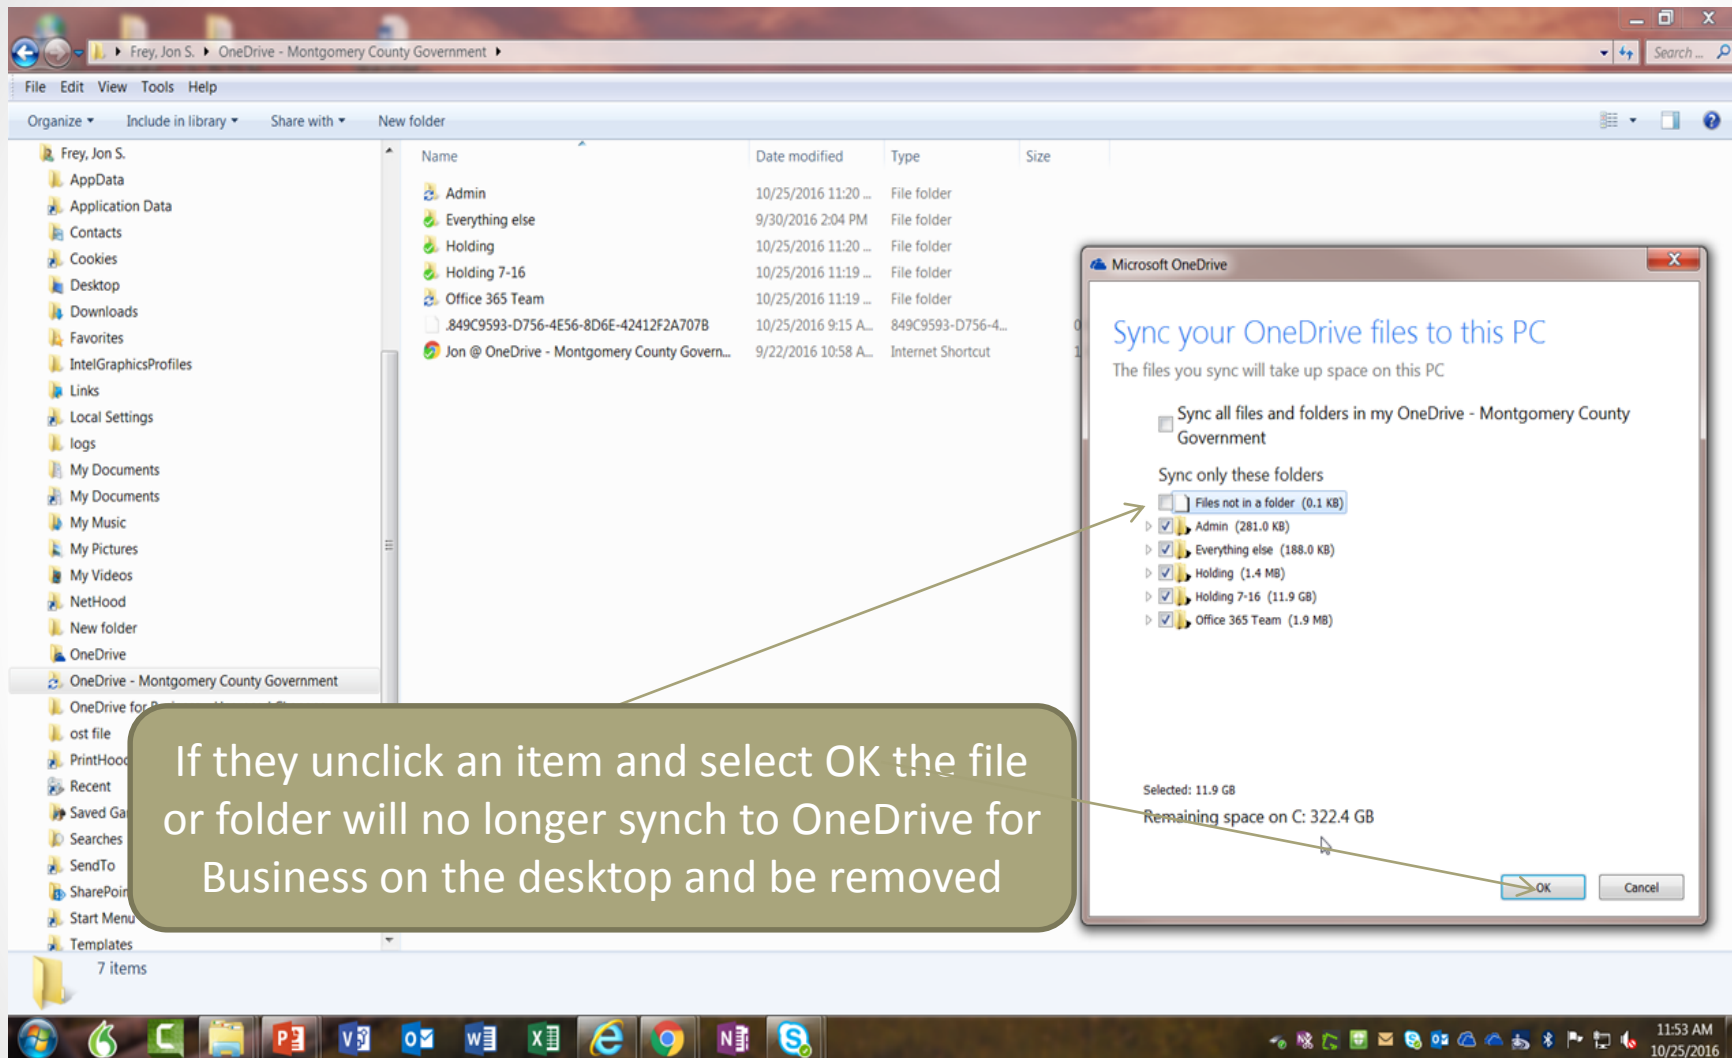 Frey, Jon S. OneDrive - Montgomery County Government
Search ...
File Edit View Tools Help
Organize Include in library Share with New folder
Frey, Jon S.
AppData
Application Data
Contacts
Cookies
Desktop
Downloads
Favorites
IntelGraphicsProfiles
Links
Local Settings
logs
My Documents
My Documents
My Music
My Pictures
My Videos
NetHood
New folder
OneDrive
OneDrive - Montgomery County Government
OneDrive for
ost file
PrintHood
Recent
Saved Ga
Searches
SendTo
SharePoin
Start Menu
Templates
Name Date modified Type Size
Admin 10/25/2016 11:20 ... File folder
Everything else 9/30/2016 2:04 PM File folder
Holding 10/25/2016 11:20 ... File folder
Holding 7-16 10/25/2016 11:19 ... File folder
Office 365 Team 10/25/2016 11:19 ... File folder
.849C9593-D756-4E56-8D6E-42412F2A707B 10/25/2016 9:15 A... 849C9593-D756-4... 0
Jon @ OneDrive - Montgomery County Govern... 9/22/2016 10:58 A... Internet Shortcut 1
Microsoft OneDrive
Sync your OneDrive files to this PC
The files you sync will take up space on this PC
Sync all files and folders in my OneDrive - Montgomery County
Government
Sync only these folders
Files not in a folder (0.1 KB)
Admin (281.0 KB)
Everything else (188.0 KB)
Holding (1.4 MB)
Holding 7-16 (11.9 GB)
Office 365 Team (1.9 MB)
Selected: 11.9 GB
Remaining space on C: 322.4 GB
OK Cancel
If they unclick an item and select OK the file
or folder will no longer synch to OneDrive for
Business on the desktop and be removed
7 items
11:53 AM
10/25/2016